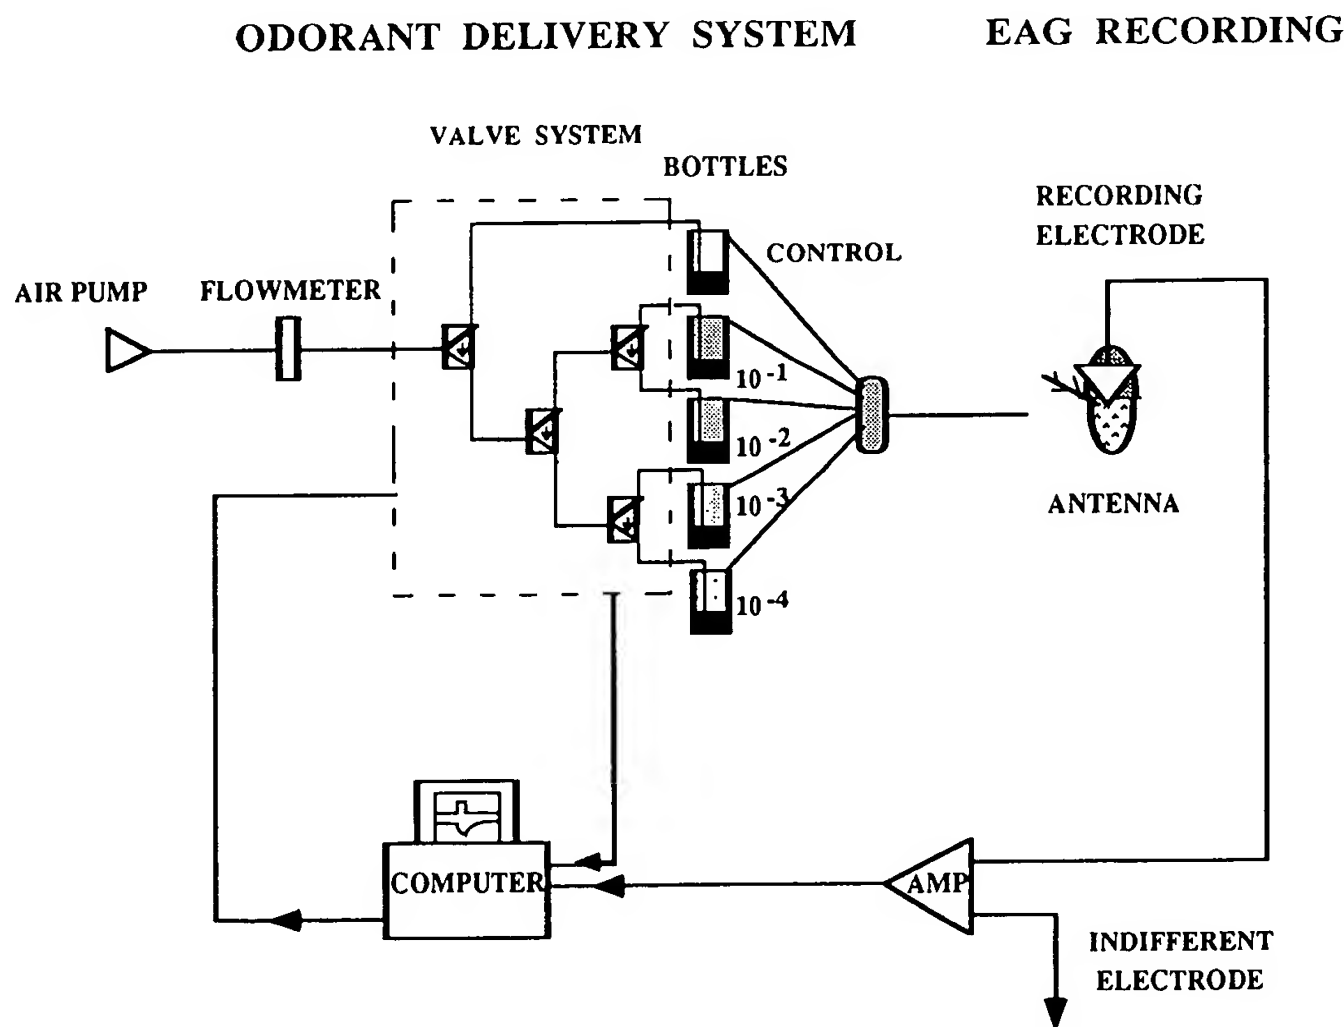 ODORANT DELIVERY SYSTEM
EAG RECORDING
VALVE SYSTEM
BOTTLES
RECORDING
ELECTRODE
CONTROL
AIR PUMP
FLOWMETER
10 -1
10 -2
10 -3
ANTENNA
10 -4
COMPUTER
AMP
INDIFFERENT
ELECTRODE